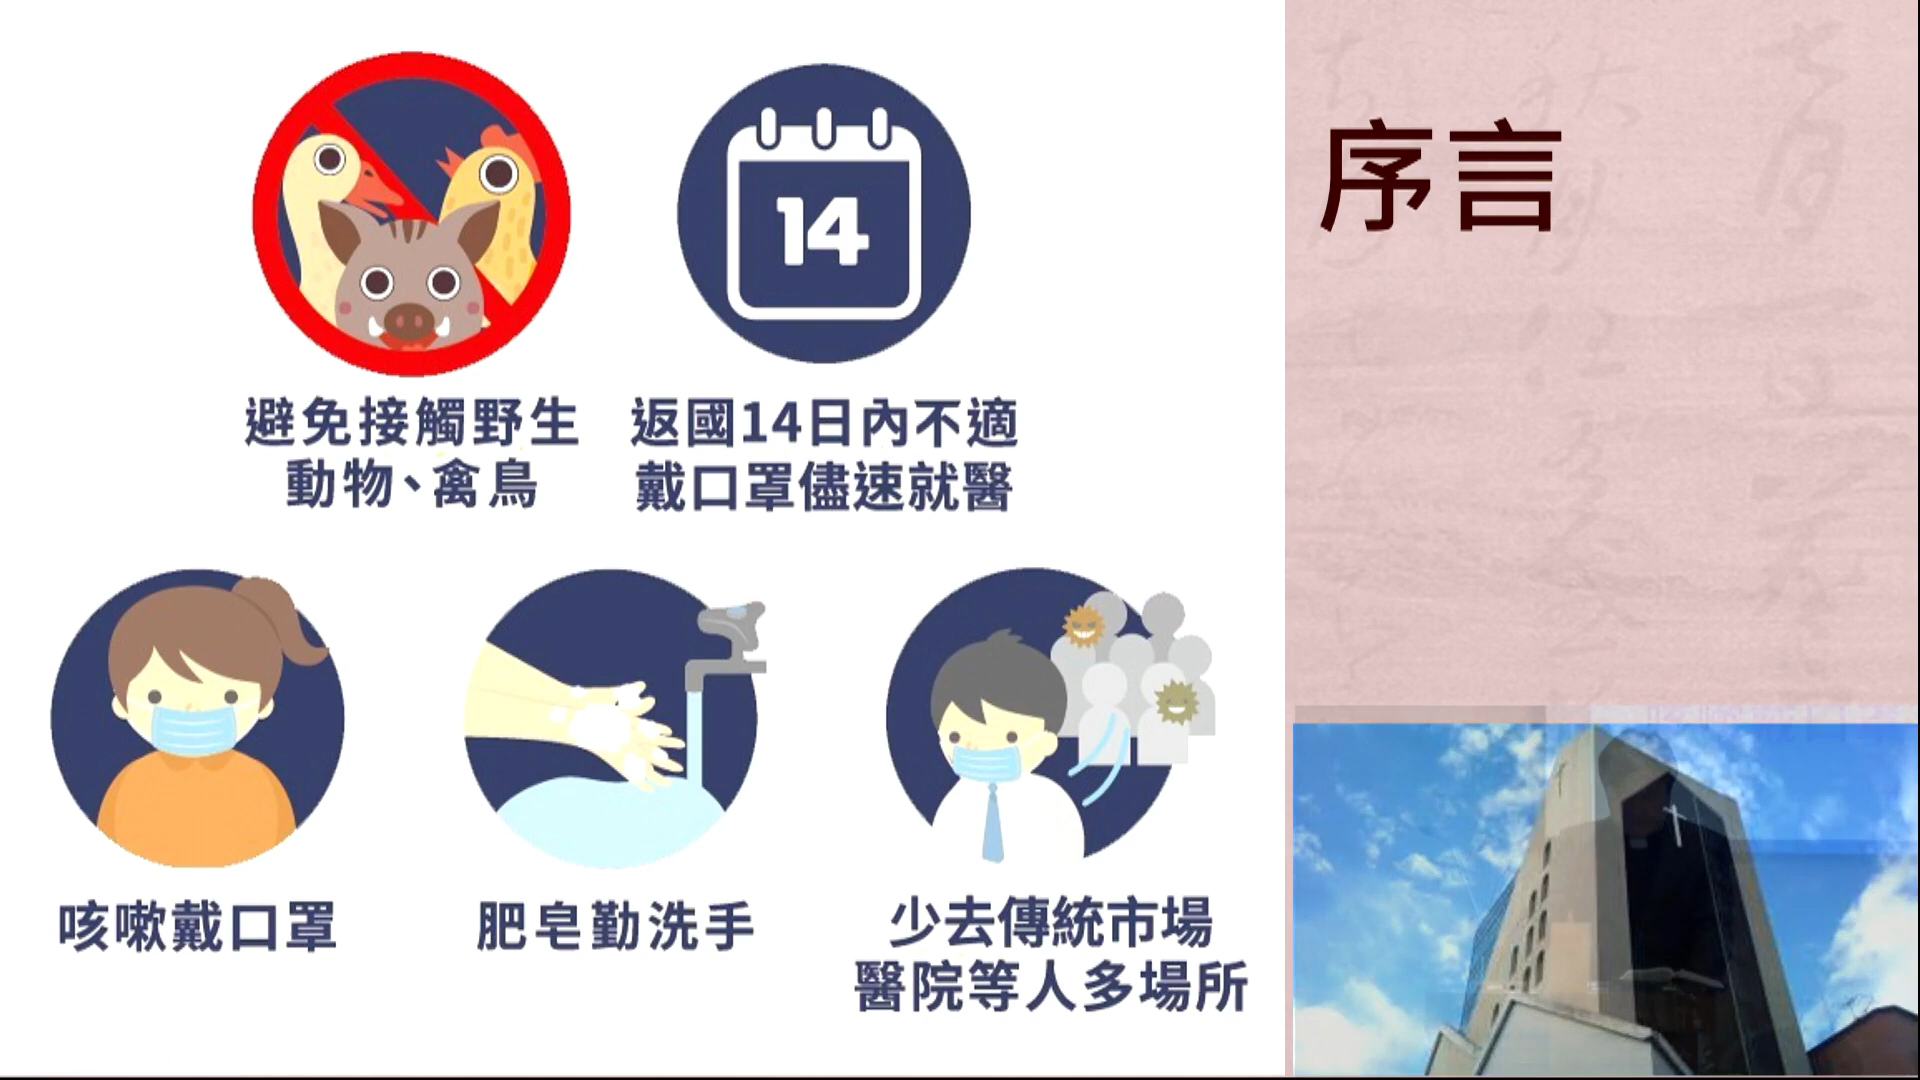 14
避免接觸野生
動物、禽鳥
返國14日內不適
戴口罩儘速就醫
咳嗽戴口罩
肥皂勤洗手
少去傳統市場
醫院等人多場所
序言